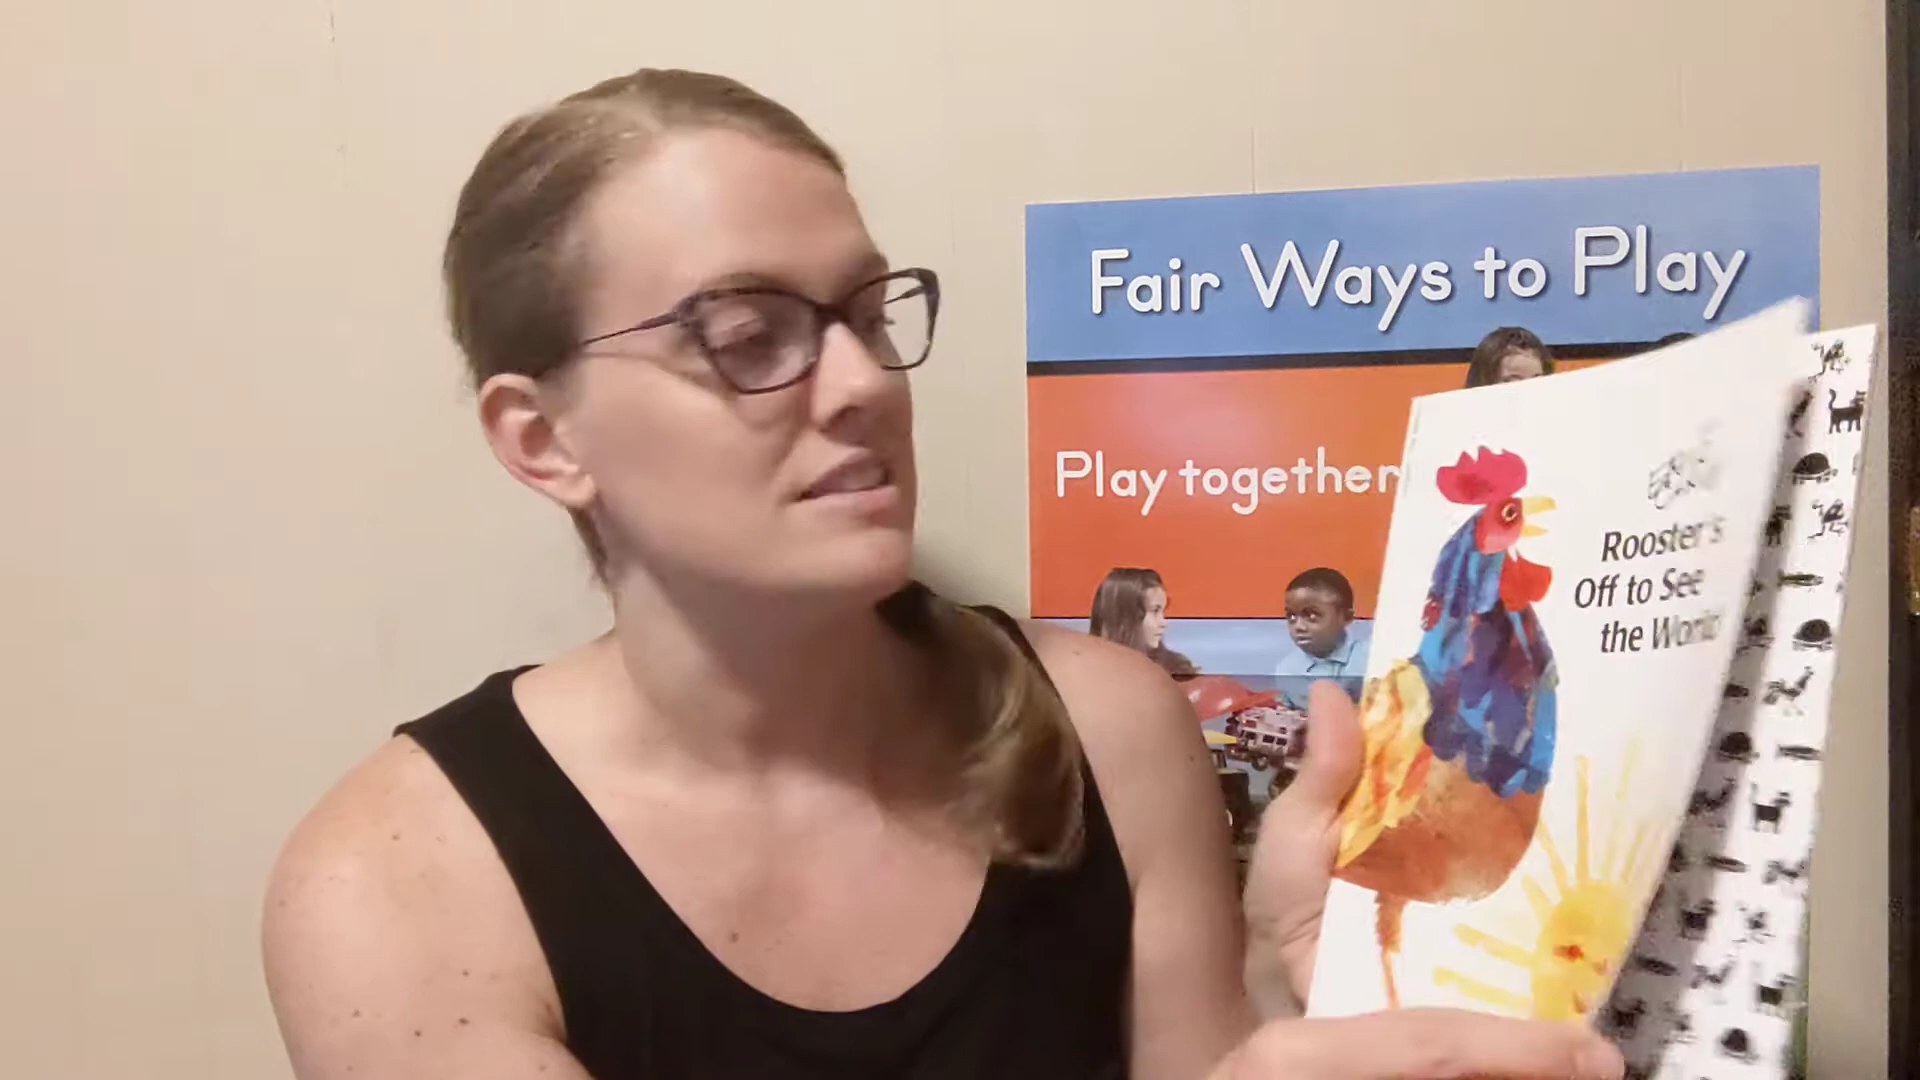 Fair Ways to Play
Play together
Rooster's
Off to See
the World